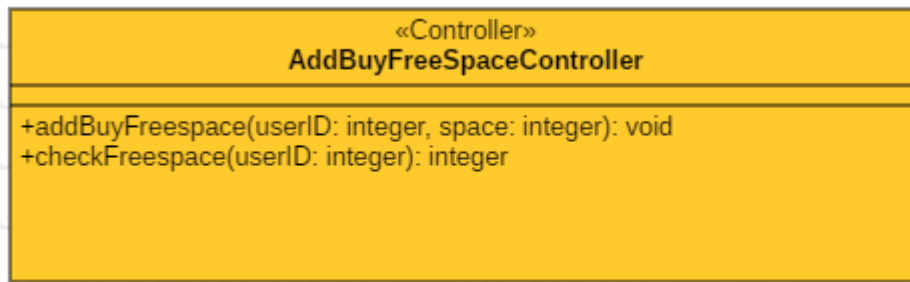 «Controller»
AddBuyFreeSpaceController
+addBuyFreespace(userID: integer, space: integer): void
+checkFreespace(userID: integer): integer